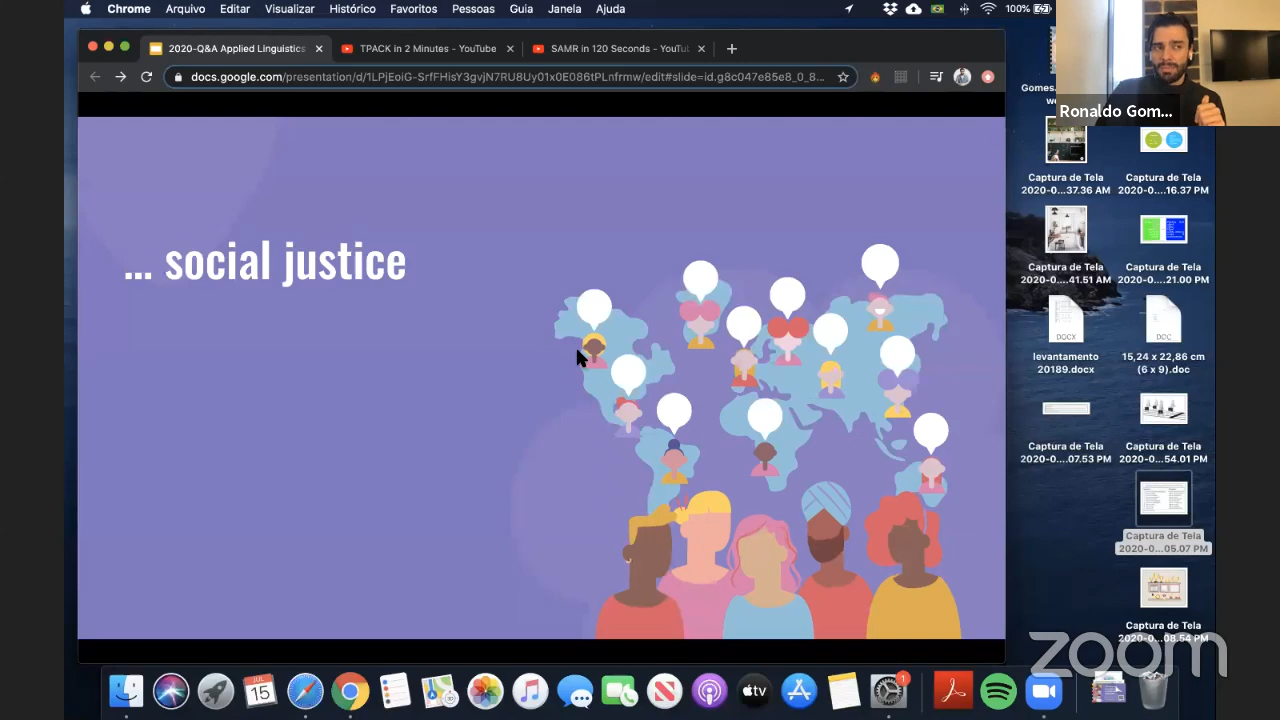 Chrome Arquivo Editar Visualizar Histórico Favoritos Pessoas Guia Janela Ajuda 100%
2020-Q&A Applied Linguistics
TPACK in 2 Minutes - Youtube
SAMR in 120 Seconds - YouTu
docs.google.com/presentation/d/1LPjEoiG-SrfFHisY3gvjN7RU8Uy01x0E086tPLnfrmw/edit#slide=id.g8c047e85e8_0_8...
Ronaldo Gom...
... social justice
Captura de Tela
2020-0....37.36 AM
Captura de Tela
2020-0....16.37 PM
Captura de Tela
2020-0....41.51 AM
Captura de Tela
2020-0....21.00 PM
DOCX
levantamento
20189.docx
DOC
15,24 x 22,86 cm
(6 x 9).doc
Captura de Tela
2020-0....07.53 PM
Captura de Tela
2020-0...54.01 PM
Captura de Tela
2020-0...05.07 PM
Captura de Tela
2020-0...08.54 PM
zoom
JUL
15
tv
1